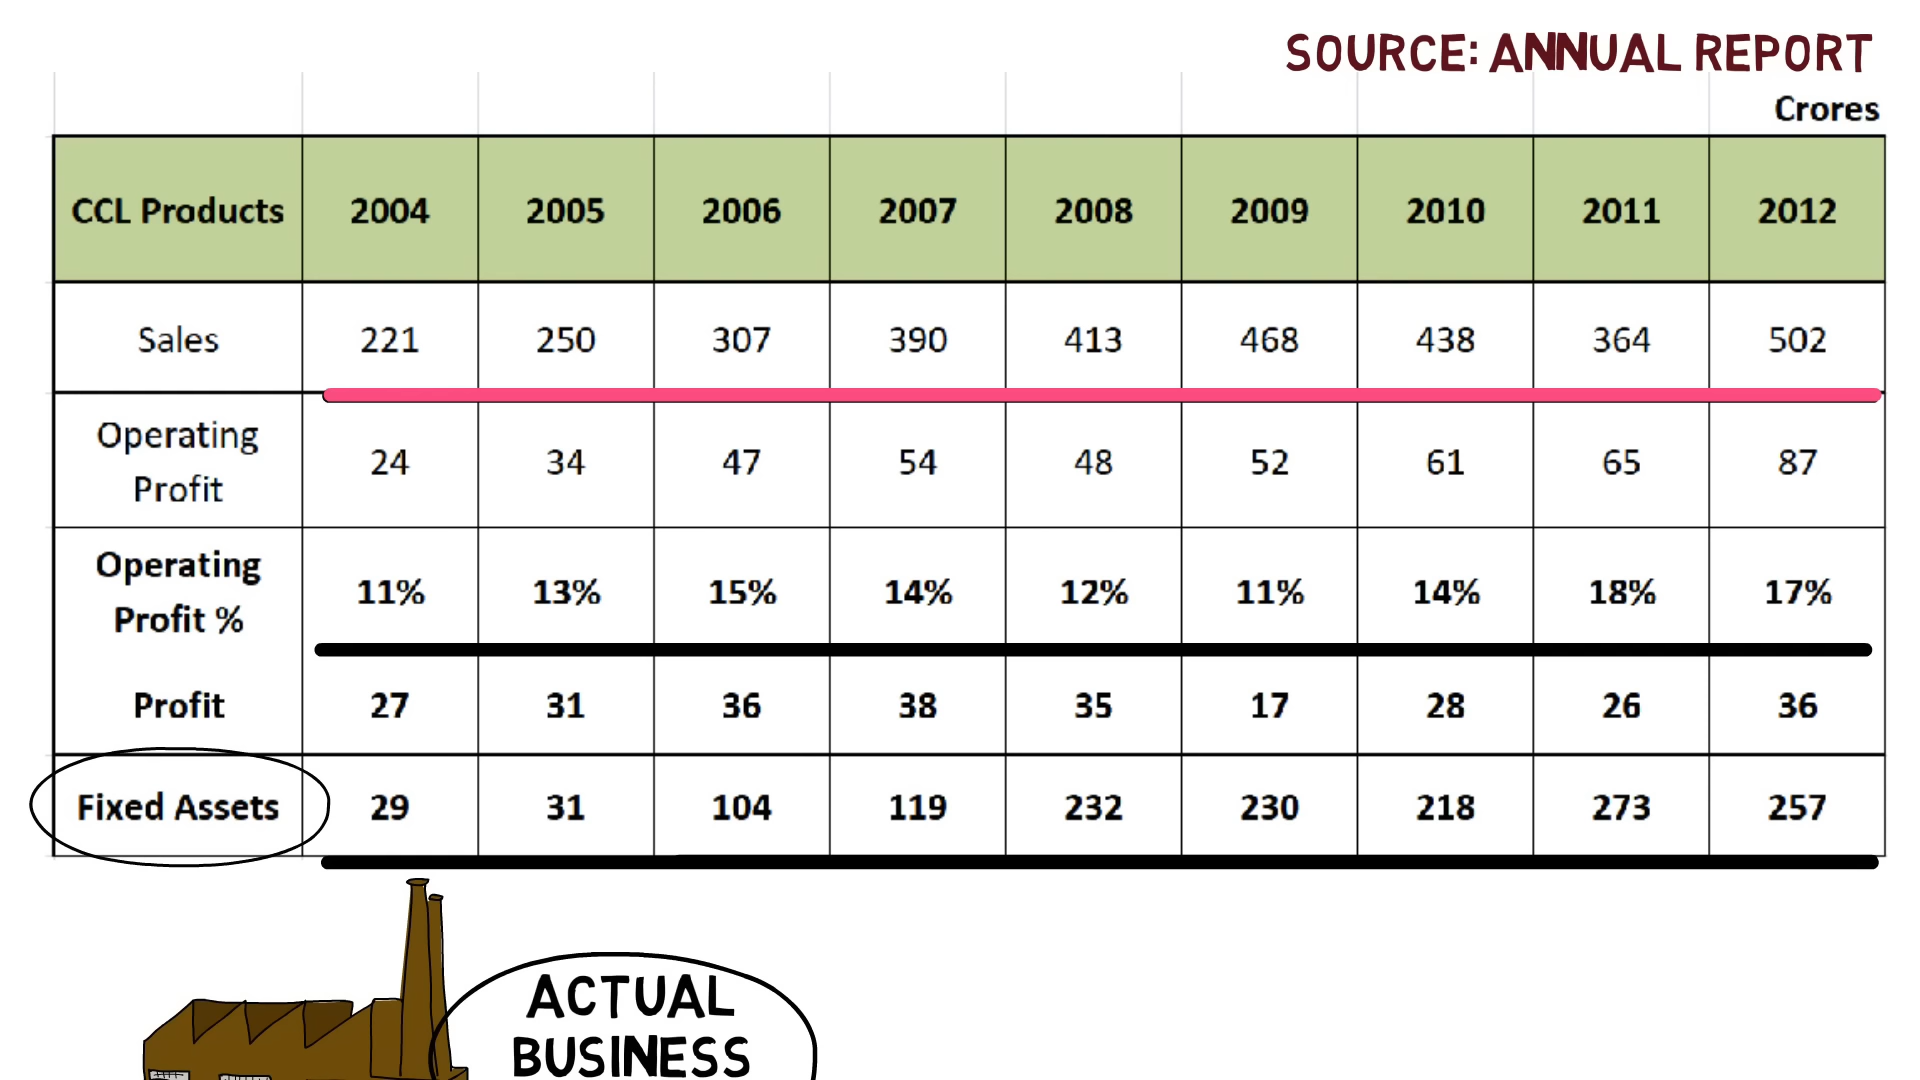 SOURCE: ANNUAL REPORT
Crores
CCL Products 2004 2005 2006 2007 2008 2009 2010 2011 2012
Sales 221 250 307 390 413 468 438 364 502
Operating
Profit 24 34 47 54 48 52 61 65 87
Operating
Profit % 11% 13% 15% 14% 12% 11% 14% 18% 17%
Profit 27 31 36 38 35 17 28 26 36
Fixed Assets 29 31 104 119 232 230 218 273 257
ACTUAL
BUSINESS